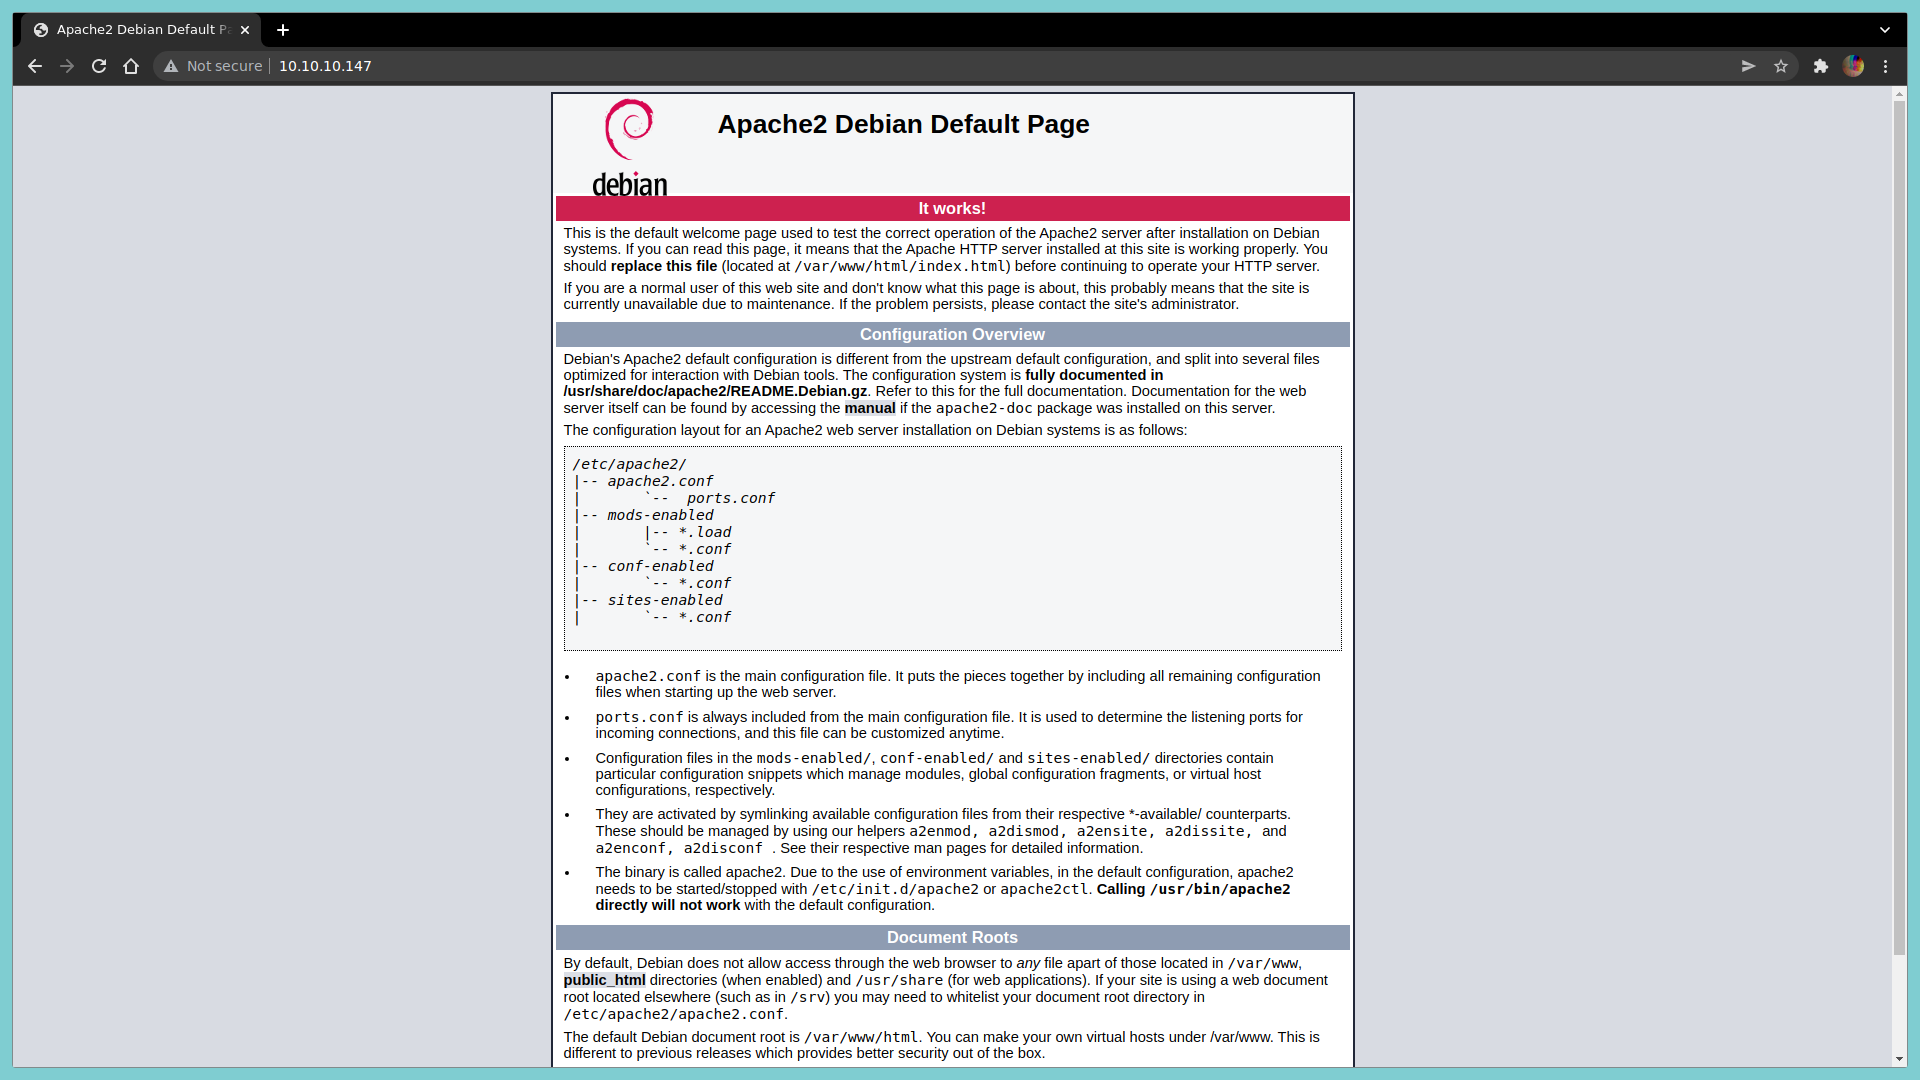 Apache2 Debian Default P
Not secure
10.10.10.147
debian
Apache2 Debian Default Page
It works!
This is the default welcome page used to test the correct operation of the Apache2 server after installation on Debian
systems. If you can read this page, it means that the Apache HTTP server installed at this site is working properly. You
should replace this file (located at /var/www/html/index.html) before continuing to operate your HTTP server.
If you are a normal user of this web site and don't know what this page is about, this probably means that the site is
currently unavailable due to maintenance. If the problem persists, please contact the site's administrator.
Configuration Overview
Debian's Apache2 default configuration is different from the upstream default configuration, and split into several files
optimized for interaction with Debian tools. The configuration system is fully documented in
/usr/share/doc/apache2/README.Debian.gz. Refer to this for the full documentation. Documentation for the web
server itself can be found by accessing the manual if the apache2-doc package was installed on this server.
The configuration layout for an Apache2 web server installation on Debian systems is as follows:
/etc/apache2/
|-- apache2.conf
|       `--  ports.conf
|-- mods-enabled
|       |-- *.load
|       `-- *.conf
|-- conf-enabled
|       `-- *.conf
|-- sites-enabled
|       `-- *.conf
• apache2.conf is the main configuration file. It puts the pieces together by including all remaining configuration
files when starting up the web server.
• ports.conf is always included from the main configuration file. It is used to determine the listening ports for
incoming connections, and this file can be customized anytime.
• Configuration files in the mods-enabled/, conf-enabled/ and sites-enabled/ directories contain
particular configuration snippets which manage modules, global configuration fragments, or virtual host
configurations, respectively.
• They are activated by symlinking available configuration files from their respective *-available/ counterparts.
These should be managed by using our helpers a2enmod, a2dismod, a2ensite, a2dissite, and
a2enconf, a2disconf . See their respective man pages for detailed information.
• The binary is called apache2. Due to the use of environment variables, in the default configuration, apache2
needs to be started/stopped with /etc/init.d/apache2 or apache2ctl. Calling /usr/bin/apache2
directly will not work with the default configuration.
Document Roots
By default, Debian does not allow access through the web browser to any file apart of those located in /var/www,
public_html directories (when enabled) and /usr/share (for web applications). If your site is using a web document
root located elsewhere (such as in /srv) you may need to whitelist your document root directory in
/etc/apache2/apache2.conf.
The default Debian document root is /var/www/html. You can make your own virtual hosts under /var/www. This is
different to previous releases which provides better security out of the box.